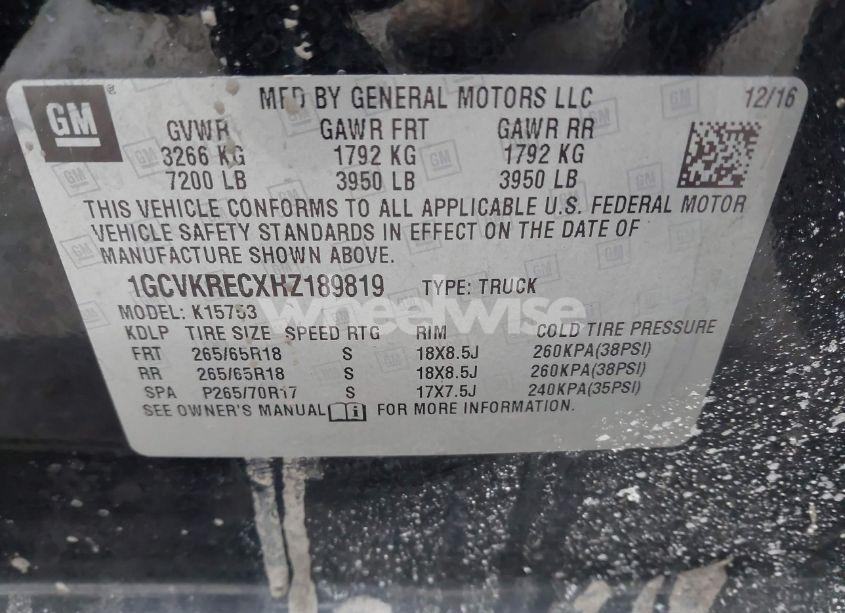 GM
MFD BY GENERAL MOTORS LLC 12/16
GVWR GAWR FRT GAWR RR
3266 KG 1792 KG 1792 KG
7200 LB 3950 LB 3950 LB
THIS VEHICLE CONFORMS TO ALL APPLICABLE U.S. FEDERAL MOTOR
VEHICLE SAFETY STANDARDS IN EFFECT ON THE DATE OF
MANUFACTURE SHOWN ABOVE.
1GCVKRECXHZ189819 TYPE: TRUCK
wheelwise
MODEL: K15753
KDLP TIRE SIZE SPEED RTG RIM COLD TIRE PRESSURE
FRT 265/65R18 S 18X8.5J 260KPA(38PSI)
RR 265/65R18 S 18X8.5J 260KPA(38PSI)
SPA P265/70R17 S 17X7.5J 240KPA(35PSI)
SEE OWNER'S MANUAL FOR MORE INFORMATION.